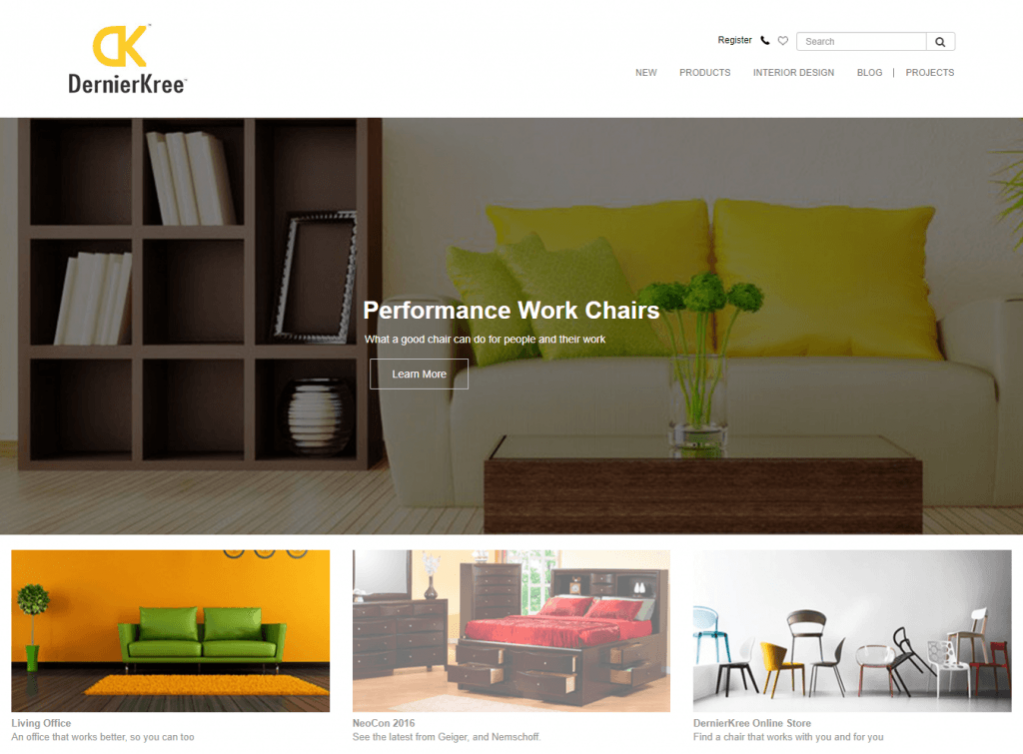 DK
DernierKree™
Register
Search
NEW PRODUCTS INTERIOR DESIGN BLOG | PROJECTS
Performance Work Chairs
What a good chair can do for people and their work
Learn More
Living Office
An office that works better, so you can too
NeoCon 2016
See the latest from Geiger, and Nemschoff.
DernierKree Online Store
Find a chair that works with you and for you